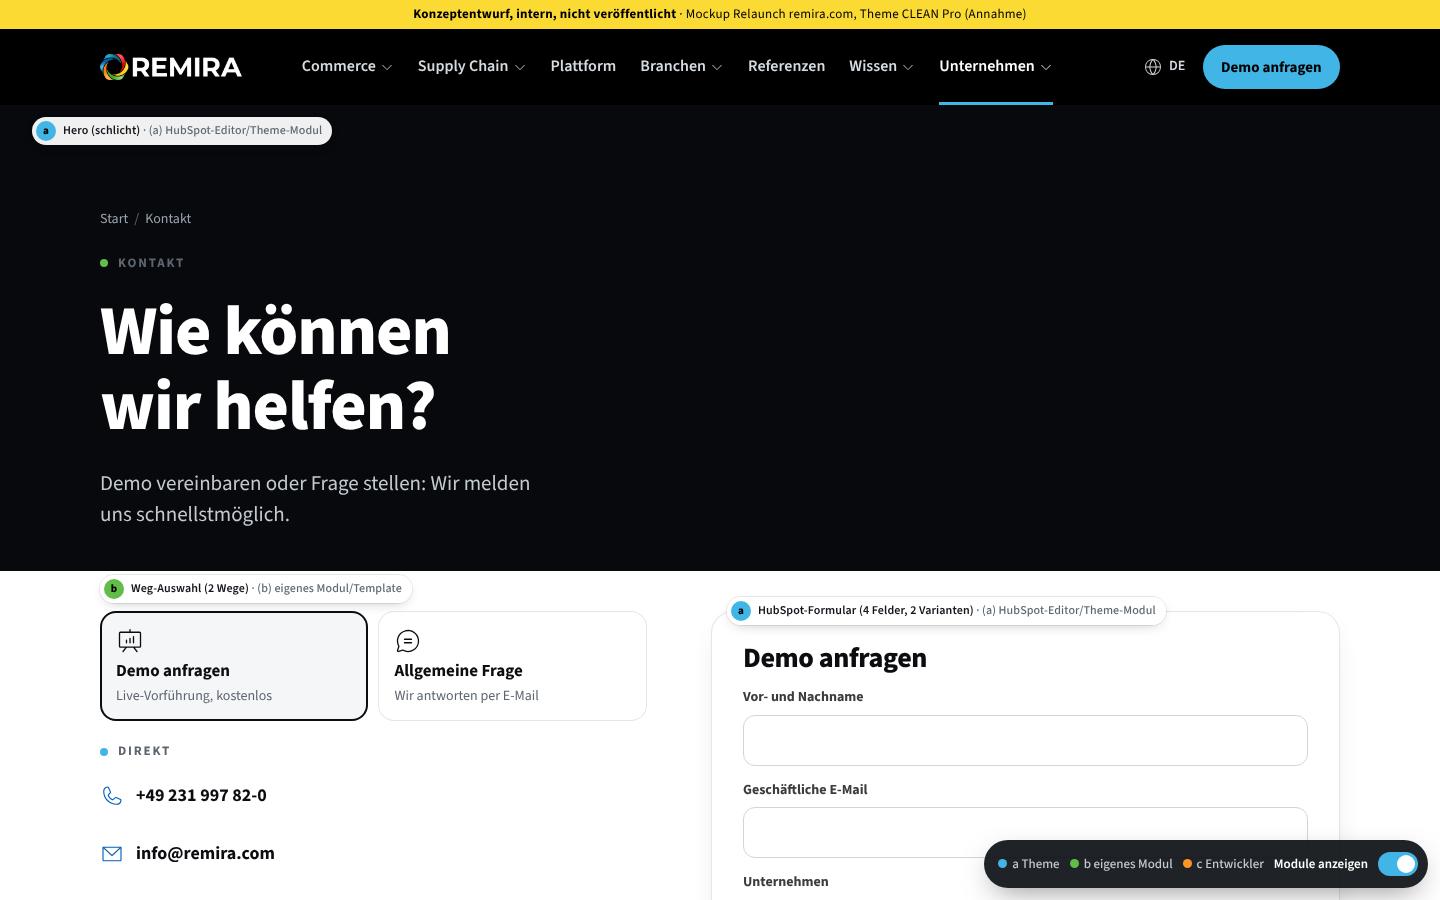 Konzeptentwurf, intern, nicht veröffentlicht · Mockup Relaunch remira.com, Theme CLEAN Pro (Annahme)
REMIRA
Commerce
Supply Chain
Plattform
Branchen
Referenzen
Wissen
Unternehmen
DE
Demo anfragen
a Hero (schlicht) · (a) HubSpot-Editor/Theme-Modul
Start / Kontakt
KONTAKT
Wie können
wir helfen?
Demo vereinbaren oder Frage stellen: Wir melden
uns schnellstmöglich.
b Weg-Auswahl (2 Wege) · (b) eigenes Modul/Template
Demo anfragen
Live-Vorführung, kostenlos
Allgemeine Frage
Wir antworten per E-Mail
DIREKT
+49 231 997 82-0
info@remira.com
a HubSpot-Formular (4 Felder, 2 Varianten) · (a) HubSpot-Editor/Theme-Modul
Demo anfragen
Vor- und Nachname
Geschäftliche E-Mail
Unternehmen
a Theme
b eigenes Modul
c Entwickler
Module anzeigen